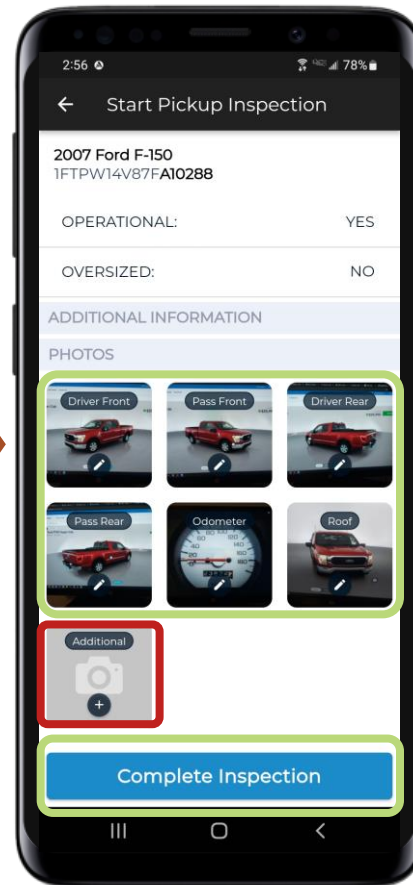 2:56 78%
Start Pickup Inspection
2007 Ford F-150
1FTPW14V87FA10288
OPERATIONAL: YES
OVERSIZED: NO
ADDITIONAL INFORMATION
PHOTOS
Driver Front Pass Front Driver Rear
Pass Rear Odometer Roof
Additional
Complete Inspection